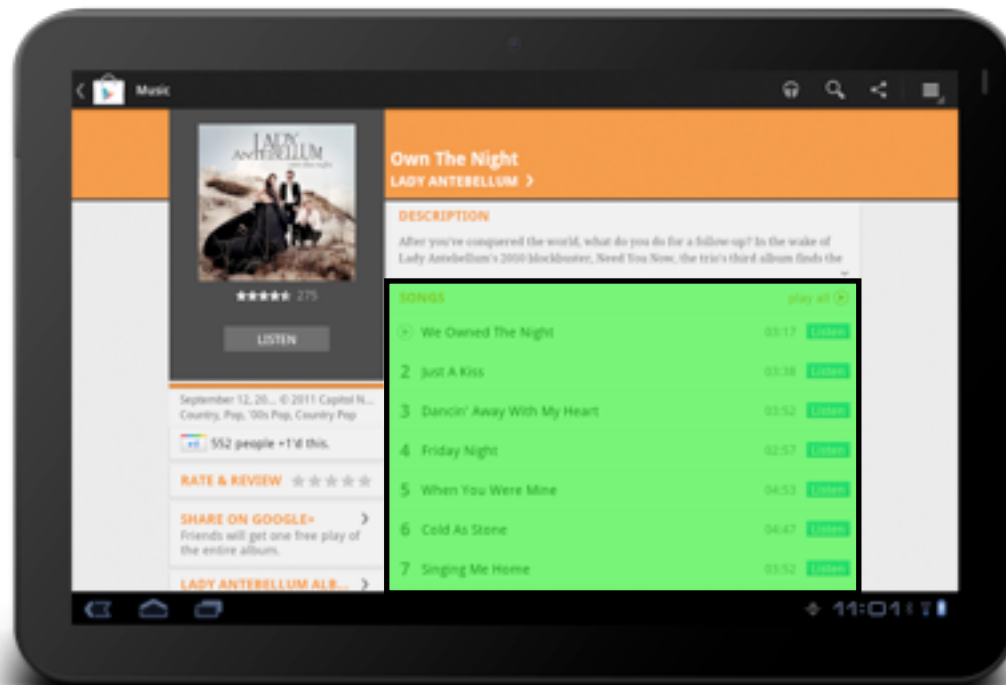 Music
LADY
ANTEBELLUM
Own The Night
LADY ANTEBELLUM >
275
LISTEN
September 12, 20... © 2011 Capitol N...
Country, Pop, '00s Pop, Country Pop
552 people +1'd this.
RATE & REVIEW
SHARE ON GOOGLE+
Friends will get one free play of
the entire album.
LADY ANTEBELLUM ALB...
DESCRIPTION
After you've conquered the world, what do you do for a follow-up? In the wake of
Lady Antebellum's 2010 blockbuster, Need You Now, the trio's third album finds the
SONGS play all
We Owned The Night 03:17 Listen
2 Just A Kiss 03:38 Listen
3 Dancin' Away With My Heart 03:52 Listen
4 Friday Night 02:57 Listen
5 When You Were Mine 04:53 Listen
6 Cold As Stone 04:47 Listen
7 Singing Me Home 03:52 Listen
11:01